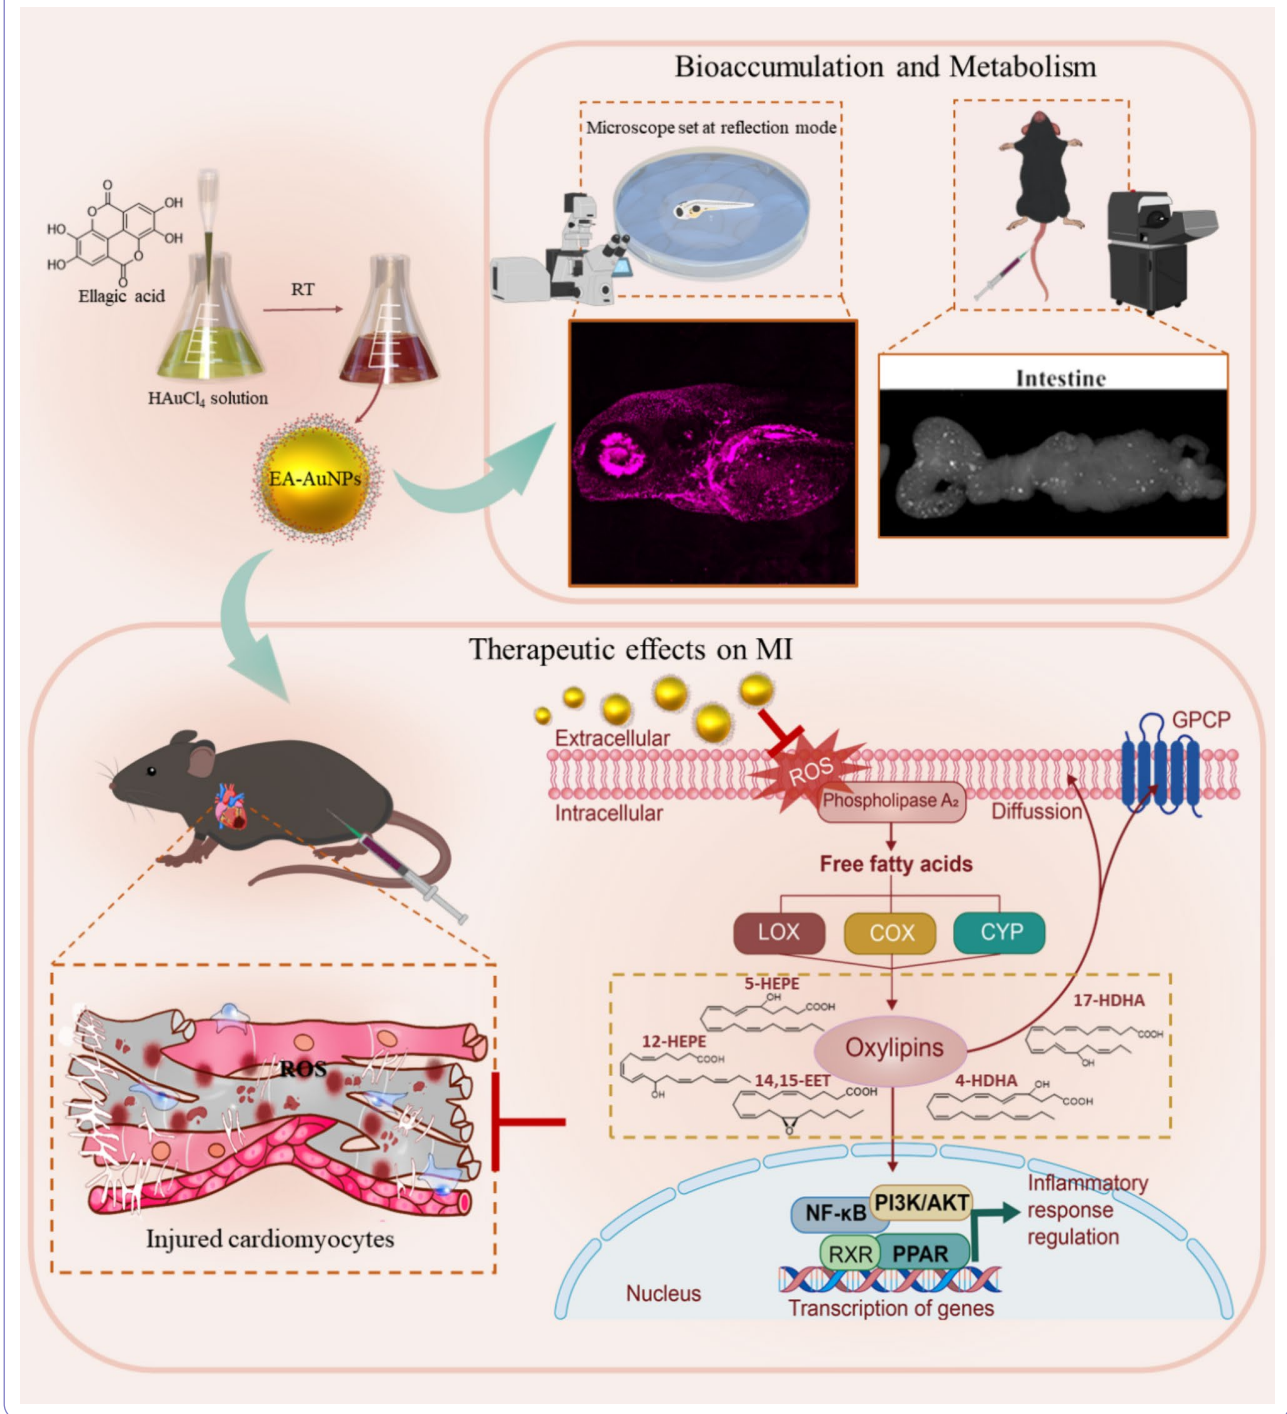 Bioaccumulation and Metabolism
Microscope set at reflection mode
O
OH
O
HO
OH
HO
O
O
Ellagic acid
RT
HAuCl₄ solution
EA-AuNPs
Intestine
Therapeutic effects on MI
Extracellular
GPCP
ROS
Intracellular
Phospholipase A₂
Diffussion
Free fatty acids
LOX
COX
CYP
5-HEPE
OH
COOH
17-HDHA
COOH
OH
12-HEPE
COOH
OH
Oxylipins
14,15-EET
COOH
O
4-HDHA
OH
COOH
ROS
Injured cardiomyocytes
NF-κB
PI3K/AKT
RXR
PPAR
Inflammatory
response
regulation
Nucleus
Transcription of genes